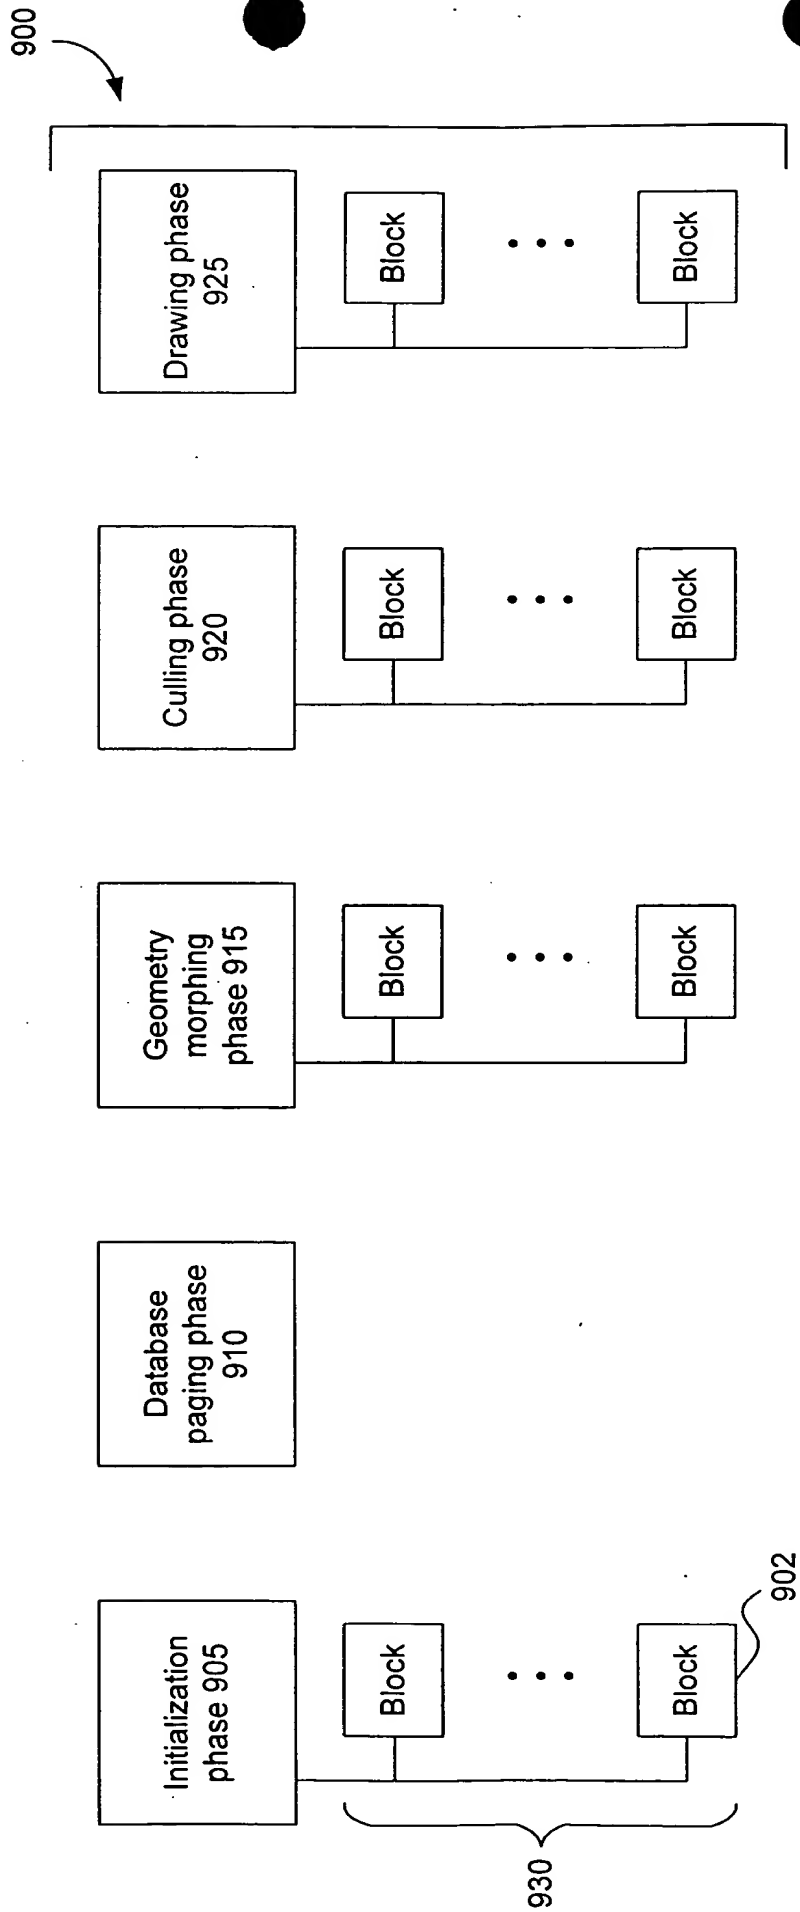 900
Initialization
phase 905
Database
paging phase
910
Geometry
morphing
phase 915
Culling phase
920
Drawing phase
925
Block
Block
Block
Block
Block
Block
Block
Block
930
902